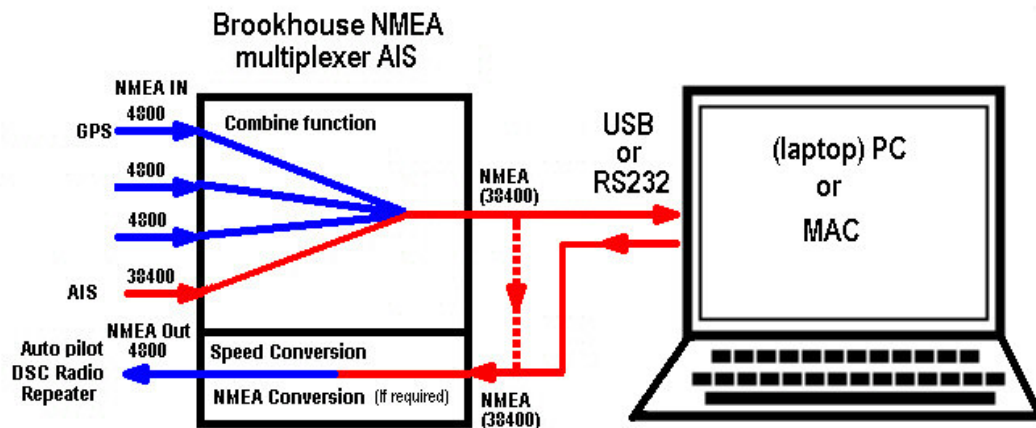 Brookhouse NMEA
multiplexer AIS
NMEA IN
4800
GPS
Combine function
4800
4800
38400
AIS
NMEA
(38400)
USB
or
RS232
(laptop) PC
or
MAC
NMEA Out
Auto pilot
4800
DSC Radio
Repeater
Speed Conversion
NMEA Conversion (If required)
NMEA
(38400)